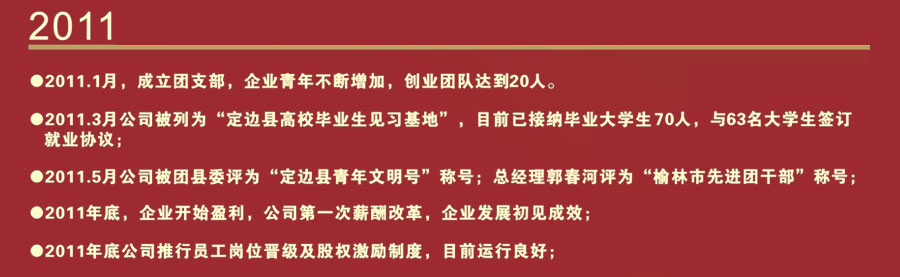 2011
●2011.1月，成立团支部，企业青年不断增加，创业团队达到20人。
●2011.3月公司被列为“定边县高校毕业生见习基地”，目前已接纳毕业大学生70人，与63名大学生签订
就业协议；
●2011.5月公司被团县委评为“定边县青年文明号”称号；总经理郭春河评为“榆林市先进团干部”称号；
●2011年底，企业开始盈利，公司第一次薪酬改革，企业发展初见成效；
●2011年底公司推行员工岗位晋级及股权激励制度，目前运行良好；